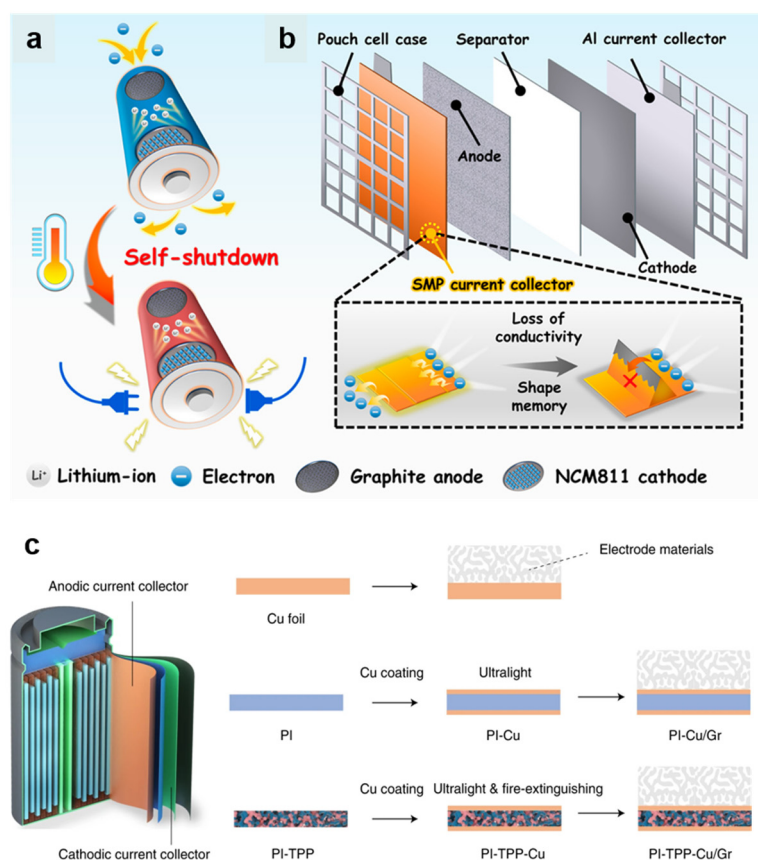 a
Self-shutdown
b
Pouch cell case
Separator
Al current collector
Anode
Cathode
SMP current collector
Loss of
conductivity
Shape
memory
Li⁺ Lithium-ion
Electron
Graphite anode
NCM811 cathode
c
Anodic current collector
Cathodic current collector
Cu foil
Electrode materials
PI
Cu coating
Ultralight
PI-Cu
PI-Cu/Gr
PI-TPP
Cu coating
Ultralight & fire-extinguishing
PI-TPP-Cu
PI-TPP-Cu/Gr